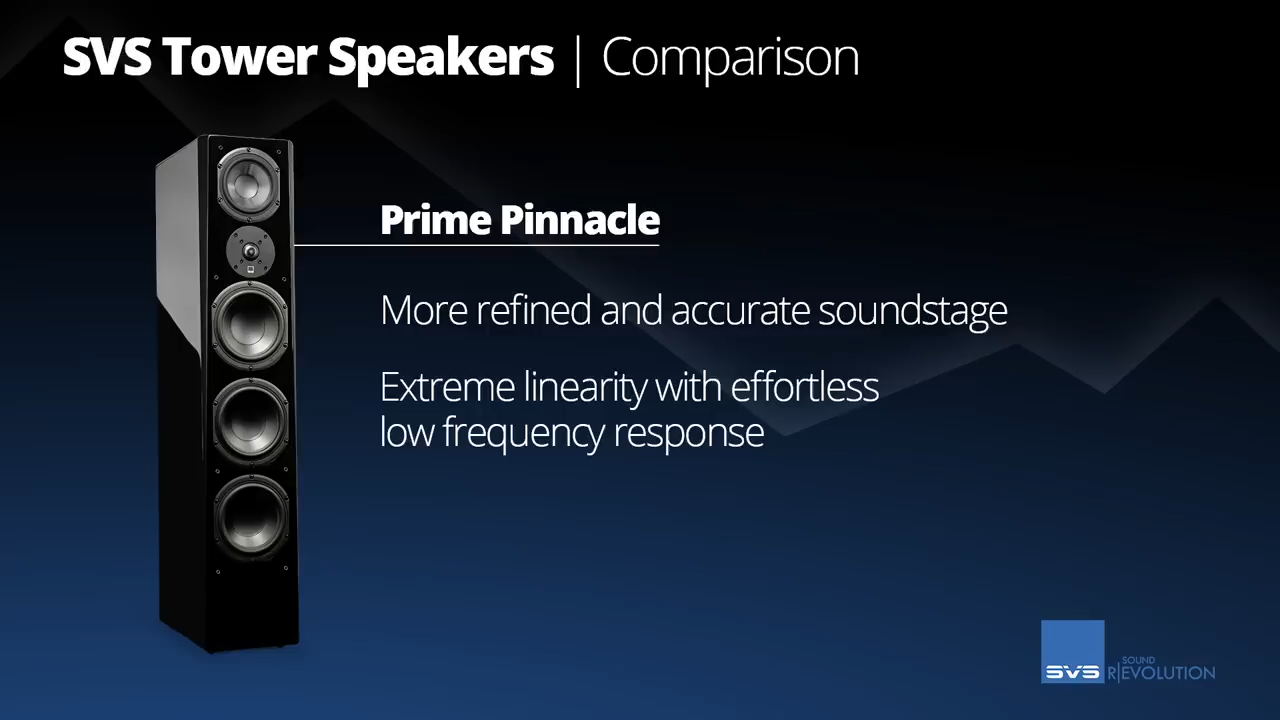 SVS Tower Speakers | Comparison
Prime Pinnacle
More refined and accurate soundstage
Extreme linearity with effortless
low frequency response
SVS
SOUND
R|EVOLUTION